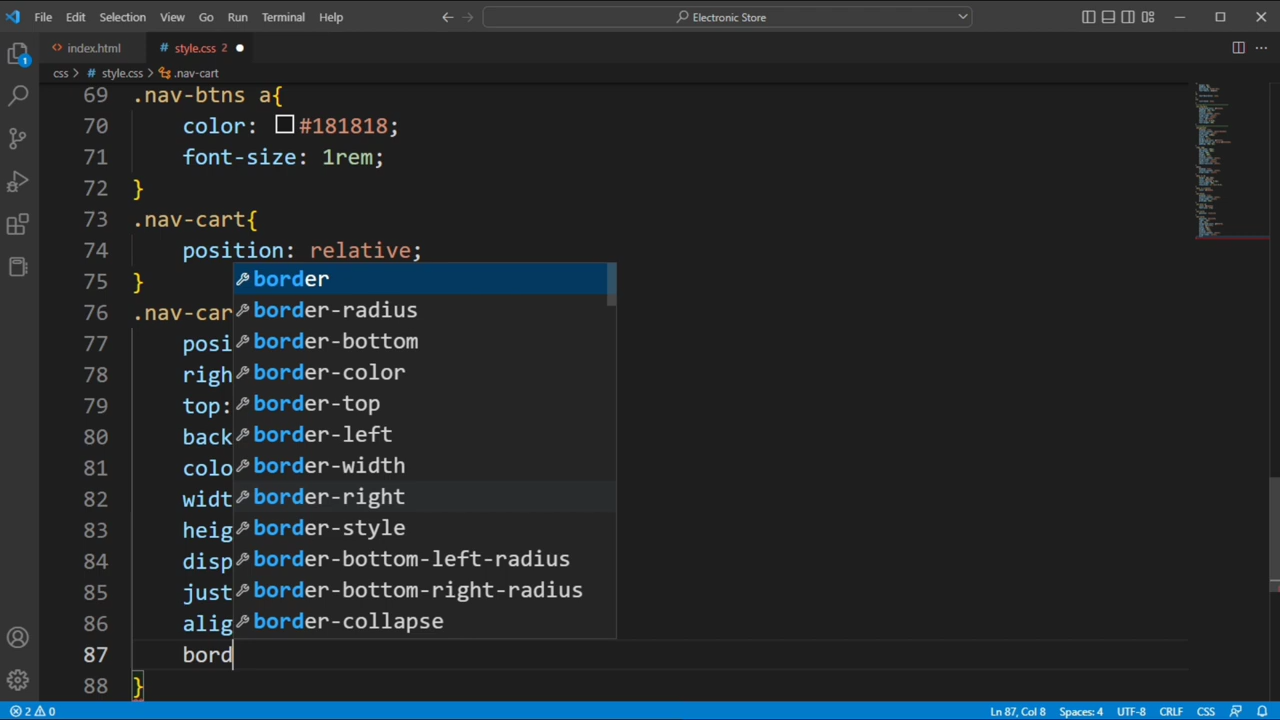 File Edit Selection View Go Run Terminal Help
Electronic Store
index.html
# style.css 2
css > # style.css > .nav-cart
69 .nav-btns a{
70 color: #181818;
71 font-size: 1rem;
72 }
73 .nav-cart{
74 position: relative;
75 }
76 .nav-car
77 posi
78 righ
79 top:
80 back
81 colo
82 widt
83 heig
84 disp
85 just
86 alig
87 bord
88 }
border
border-radius
border-bottom
border-color
border-top
border-left
border-width
border-right
border-style
border-bottom-left-radius
border-bottom-right-radius
border-collapse
1
2 0
Ln 87, Col 8 Spaces: 4 UTF-8 CRLF CSS